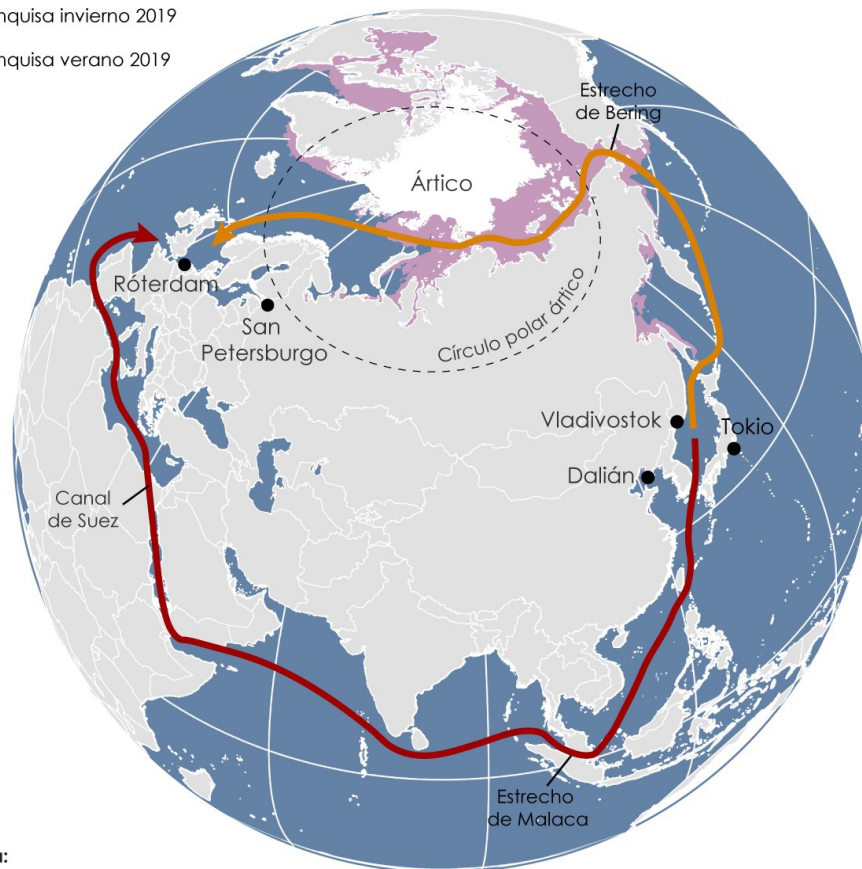 nquisa invierno 2019
nquisa verano 2019
Estrecho
de Bering
Ártico
Róterdam
San
Petersburgo
Círculo polar ártico
Vladivostok
Tokio
Dalián
Canal
de Suez
Estrecho
de Malaca
: